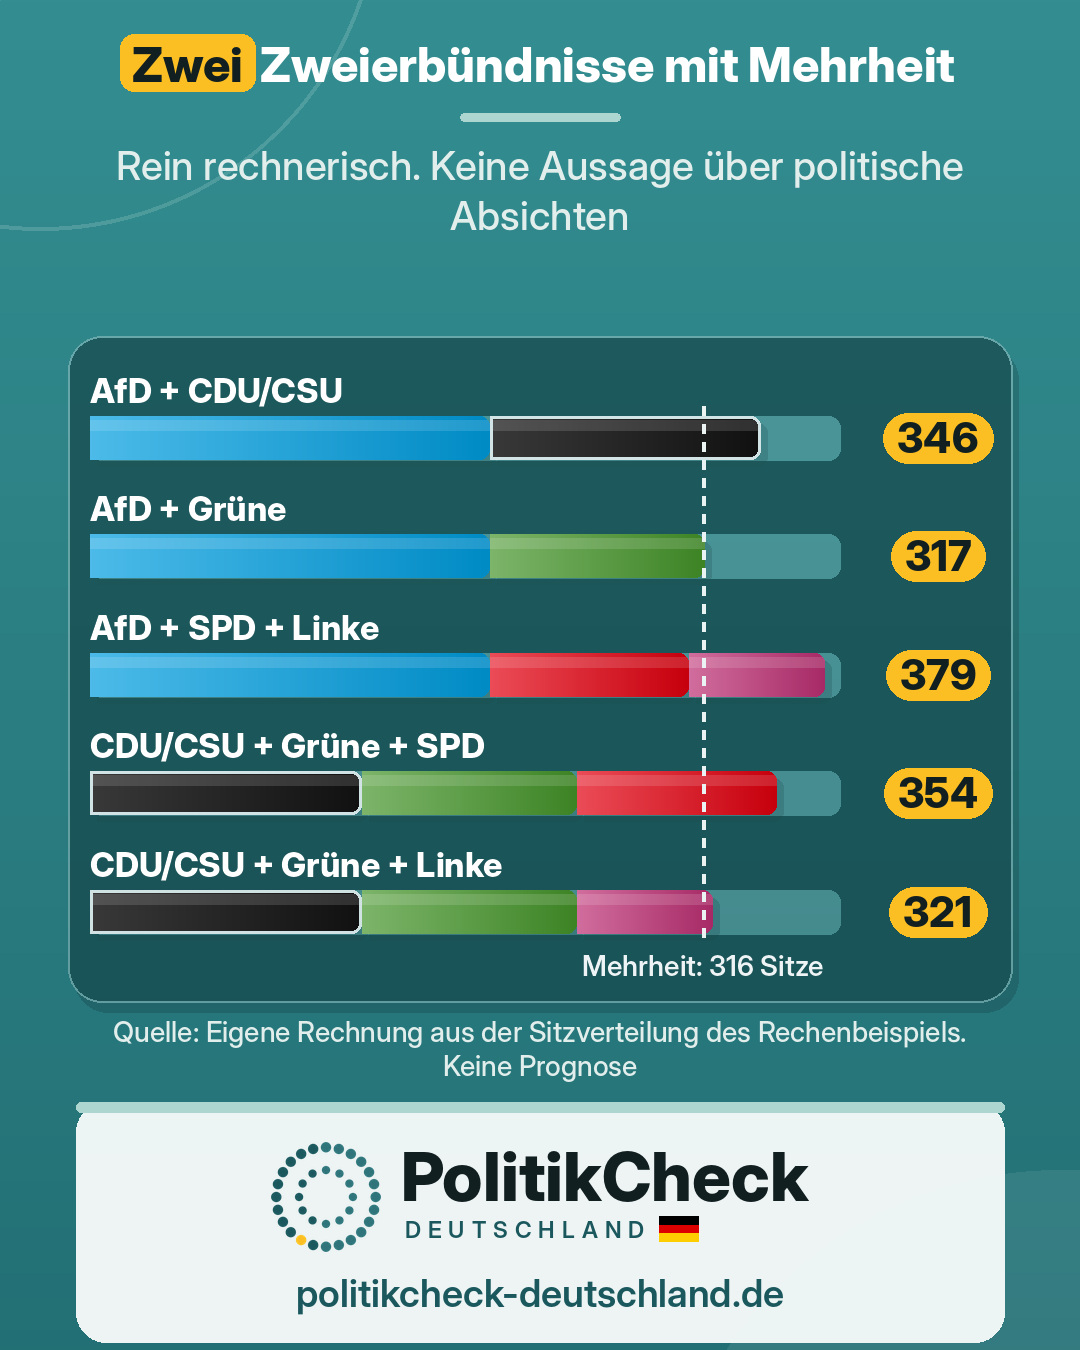 Zwei Zweierbündnisse mit Mehrheit
Rein rechnerisch. Keine Aussage über politische
Absichten
AfD + CDU/CSU
346
AfD + Grüne
317
AfD + SPD + Linke
379
CDU/CSU + Grüne + SPD
354
CDU/CSU + Grüne + Linke
321
Mehrheit: 316 Sitze
Quelle: Eigene Rechnung aus der Sitzverteilung des Rechenbeispiels.
Keine Prognose
PolitikCheck
DEUTSCHLAND
politikcheck-deutschland.de